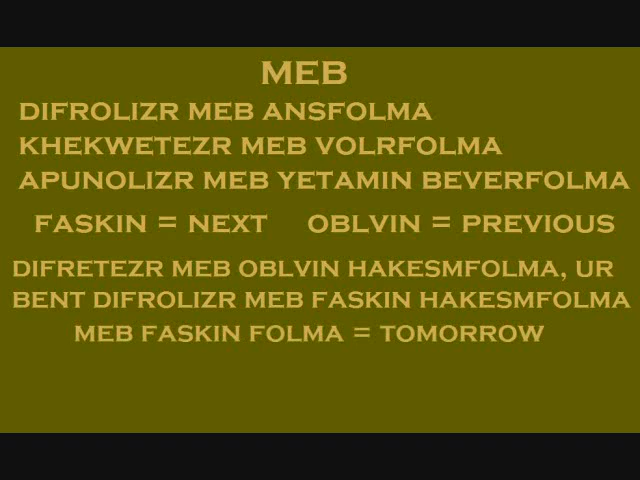 MEB
DIFROLIZR MEB ANSFOLMA
KHEKWETEZR MEB VOLRFOLMA
APUNOLIZR MEB YETAMIN BEVERFOLMA
FASKIN = NEXT OBLVIN = PREVIOUS
DIFRETEZR MEB OBLVIN HAKESMFOLMA, UR
BENT DIFROLIZR MEB FASKIN HAKESMFOLMA
MEB FASKIN FOLMA = TOMORROW